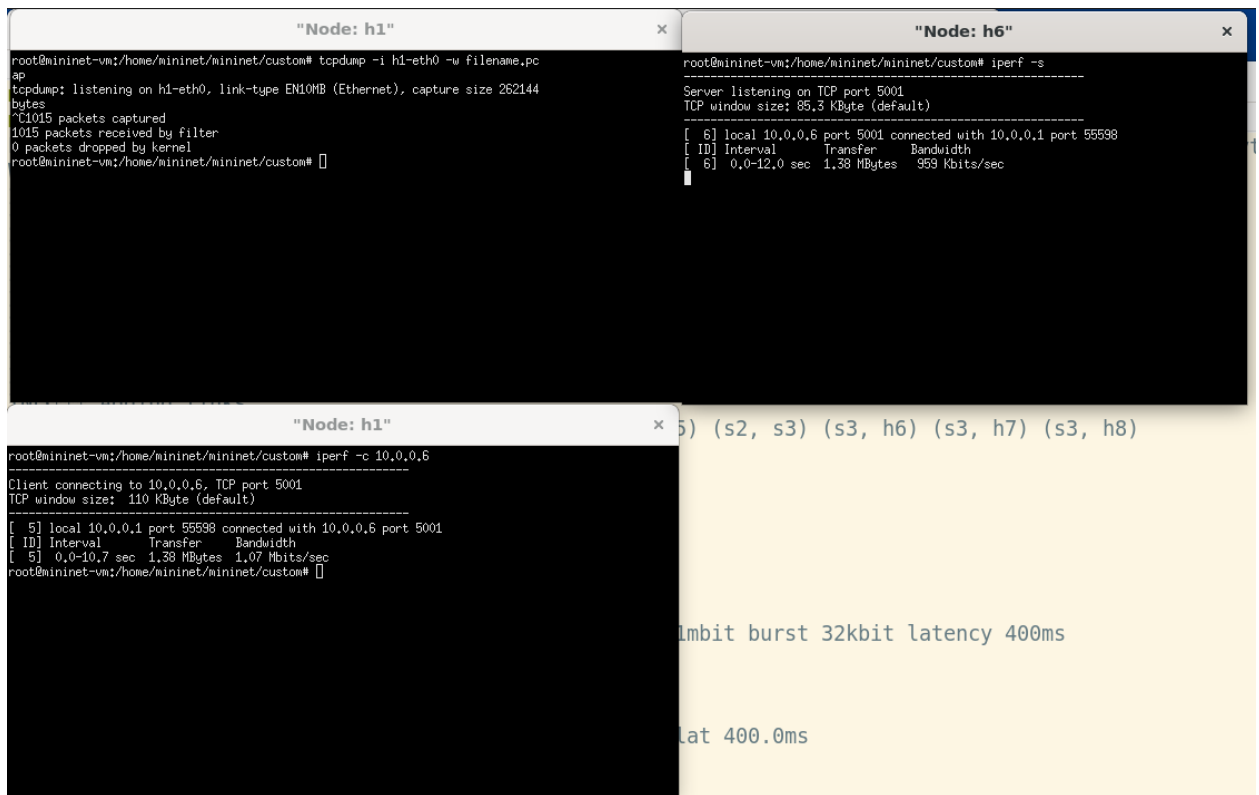 "Node: h1" ×
root@mininet-vm:/home/mininet/mininet/custom# tcpdump -i h1-eth0 -w filename.pc
ap
tcpdump: listening on h1-eth0, link-type EN10MB (Ethernet), capture size 262144
bytes
^C1015 packets captured
1015 packets received by filter
0 packets dropped by kernel
root@mininet-vm:/home/mininet/mininet/custom#
"Node: h6" ×
root@mininet-vm:/home/mininet/mininet/custom# iperf -s
------------------------------------------------------------
Server listening on TCP port 5001
TCP window size: 85.3 KByte (default)
------------------------------------------------------------
[  6] local 10.0.0.6 port 5001 connected with 10.0.0.1 port 55598
[ ID] Interval       Transfer     Bandwidth
[  6]  0.0-12.0 sec  1.38 MBytes   959 Kbits/sec
"Node: h1" ×
root@mininet-vm:/home/mininet/mininet/custom# iperf -c 10.0.0.6
------------------------------------------------------------
Client connecting to 10.0.0.6, TCP port 5001
TCP window size:  110 KByte (default)
------------------------------------------------------------
[  5] local 10.0.0.1 port 55598 connected with 10.0.0.6 port 5001
[ ID] Interval       Transfer     Bandwidth
[  5]  0.0-10.7 sec  1.38 MBytes  1.07 Mbits/sec
root@mininet-vm:/home/mininet/mininet/custom#
5) (s2, s3) (s3, h6) (s3, h7) (s3, h8)
1mbit burst 32kbit latency 400ms
lat 400.0ms